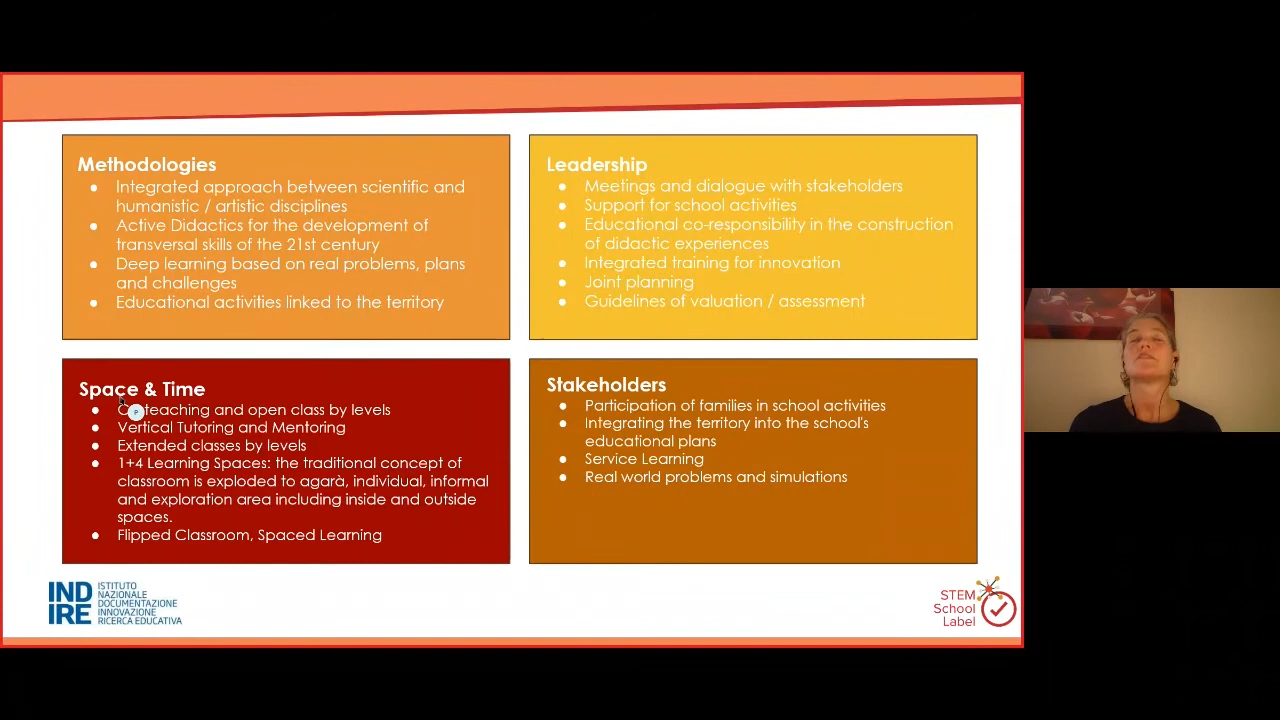 Methodologies
● Integrated approach between scientific and
humanistic / artistic disciplines
● Active Didactics for the development of
transversal skills of the 21st century
● Deep learning based on real problems, plans
and challenges
● Educational activities linked to the territory
Leadership
● Meetings and dialogue with stakeholders
● Support for school activities
● Educational co-responsibility in the construction
of didactic experiences
● Integrated training for innovation
● Joint planning
● Guidelines of valuation / assessment
Space & Time
● teaching and open class by levels
● Vertical Tutoring and Mentoring
● Extended classes by levels
● 1+4 Learning Spaces: the traditional concept of
classroom is exploded to agarà, individual, informal
and exploration area including inside and outside
spaces.
● Flipped Classroom, Spaced Learning
Stakeholders
● Participation of families in school activities
● Integrating the territory into the school's
educational plans
● Service Learning
● Real world problems and simulations
P
IND
IRE
ISTITUTO
NAZIONALE
DOCUMENTAZIONE
INNOVAZIONE
RICERCA EDUCATIVA
STEM
School
Label